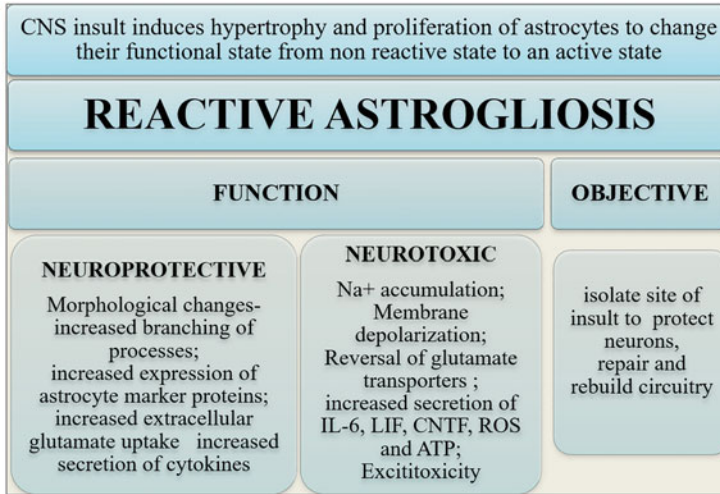 CNS insult induces hypertrophy and proliferation of astrocytes to change
their functional state from non reactive state to an active state
REACTIVE ASTROGLIOSIS
FUNCTION
OBJECTIVE
NEUROPROTECTIVE
Morphological changes-
increased branching of
processes;
increased expression of
astrocyte marker proteins;
increased extracellular
glutamate uptake increased
secretion of cytokines
NEUROTOXIC
Na+ accumulation;
Membrane
depolarization;
Reversal of glutamate
transporters ;
increased secretion of
IL-6, LIF, CNTF, ROS
and ATP;
Excititoxicity
isolate site of
insult to protect
neurons,
repair and
rebuild circuitry